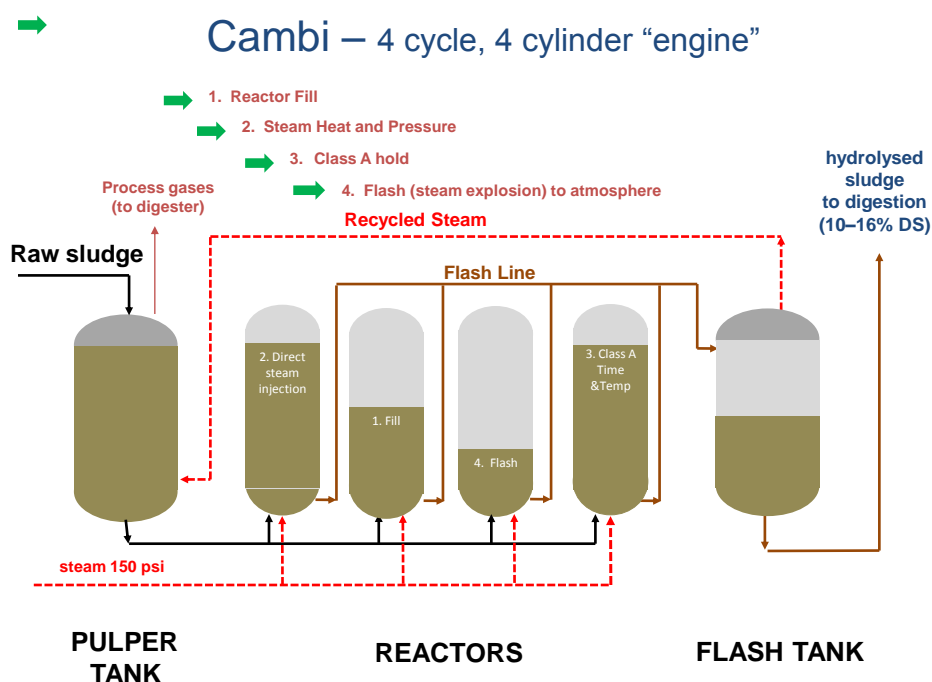 Cambi – 4 cycle, 4 cylinder “engine”
1. Reactor Fill
2. Steam Heat and Pressure
3. Class A hold
4. Flash (steam explosion) to atmosphere
hydrolysed
sludge
to digestion
(10–16% DS)
Process gases
(to digester)
Recycled Steam
Raw sludge
Flash Line
2. Direct
steam
injection
1. Fill
4. Flash
3. Class A
Time
&Temp
steam 150 psi
PULPER
TANK
REACTORS
FLASH TANK